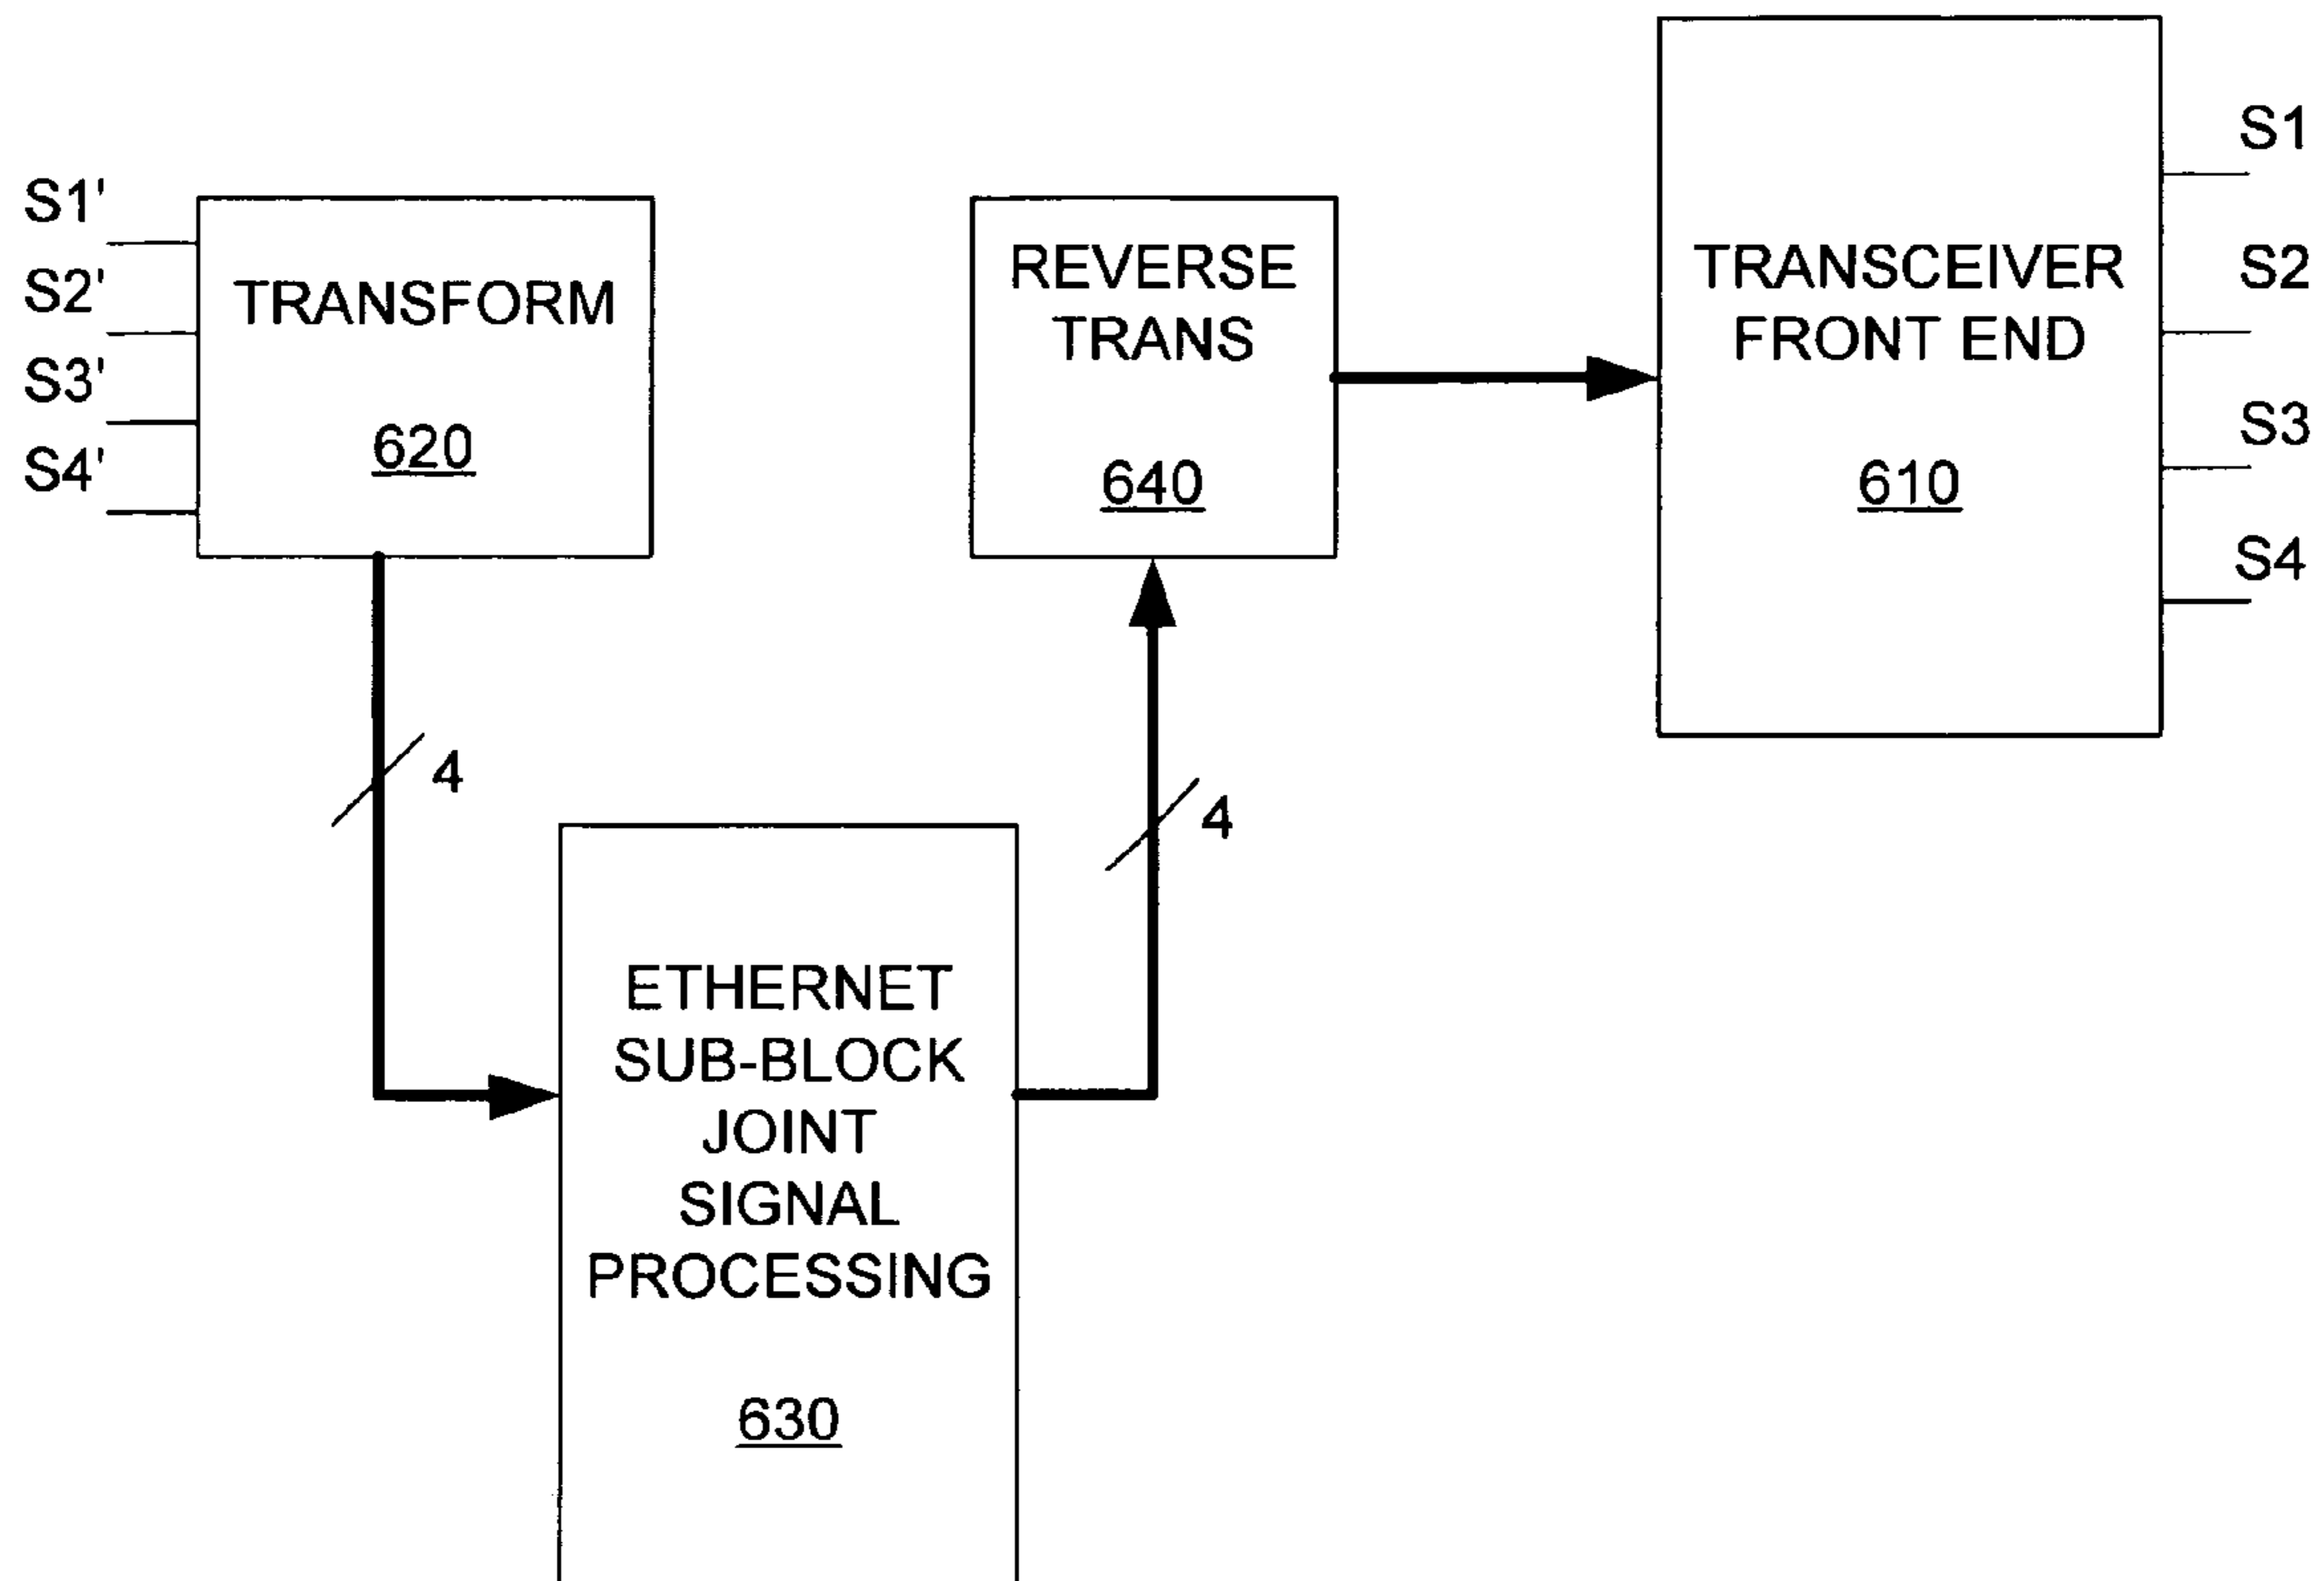 S1'
S2'
S3'
S4'
TRANSFORM
620
4
ETHERNET
SUB-BLOCK
JOINT
SIGNAL
PROCESSING
630
4
REVERSE
TRANS
640
TRANSCEIVER
FRONT END
610
S1
S2
S3
S4